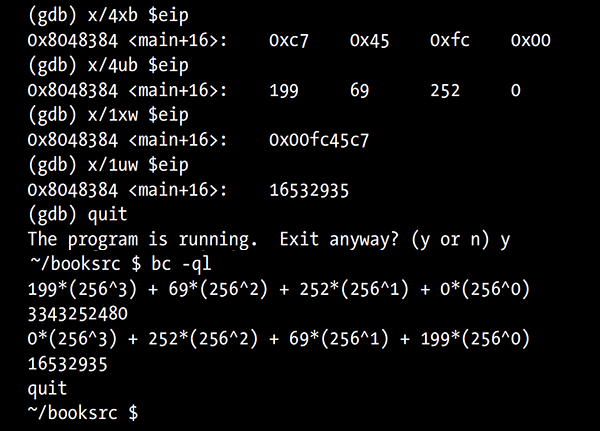 (gdb) x/4xb $eip
0x8048384 <main+16>:    0xc7    0x45    0xfc    0x00
(gdb) x/4ub $eip
0x8048384 <main+16>:    199     69      252     0
(gdb) x/1xw $eip
0x8048384 <main+16>:    0x00fc45c7
(gdb) x/1uw $eip
0x8048384 <main+16>:    16532935
(gdb) quit
The program is running.  Exit anyway? (y or n) y
~/booksrc $ bc -ql
199*(256^3) + 69*(256^2) + 252*(256^1) + 0*(256^0)
3343252480
0*(256^3) + 252*(256^2) + 69*(256^1) + 199*(256^0)
16532935
quit
~/booksrc $